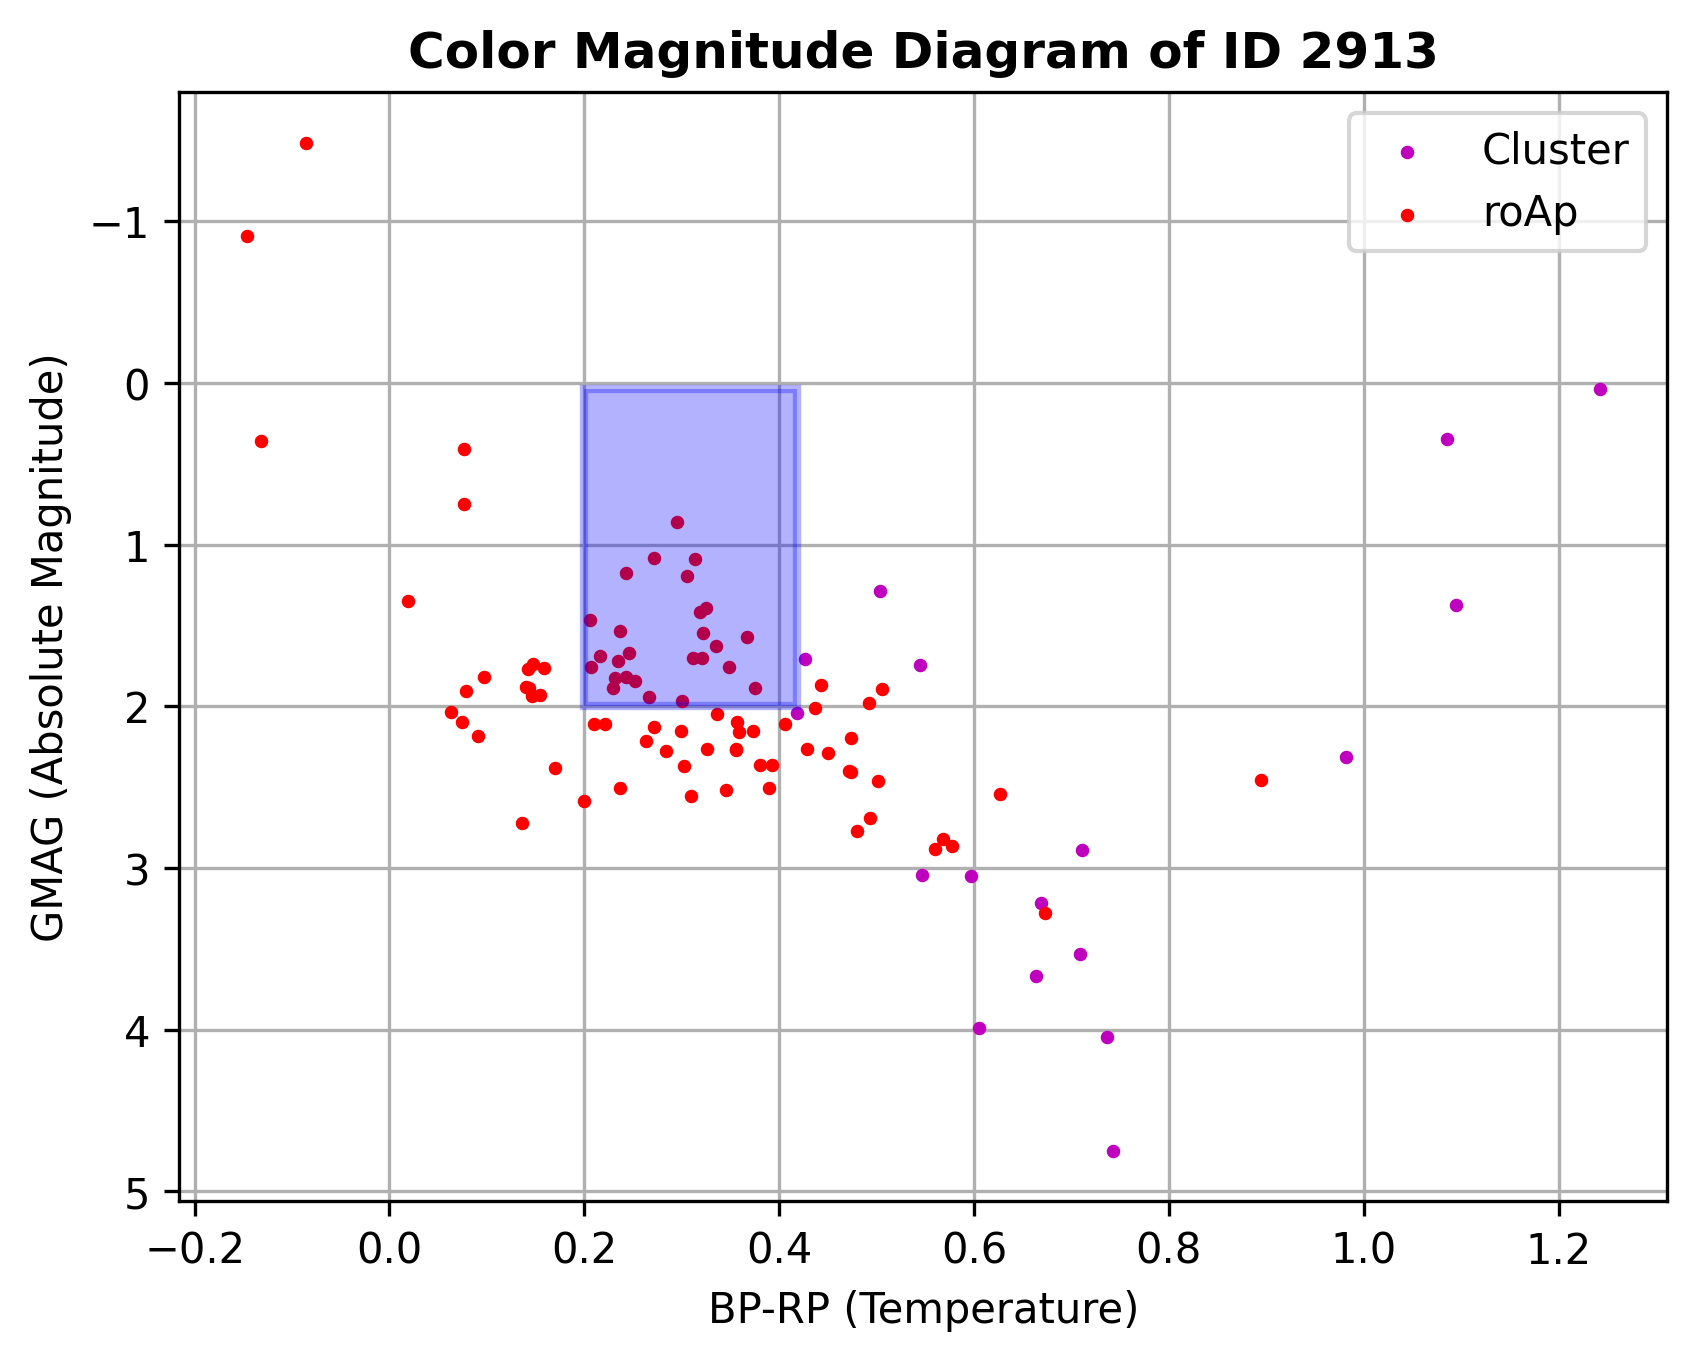 Color Magnitude Diagram of ID 2913
Cluster
roAp
GMAG (Absolute Magnitude)
−1
0
1
2
3
4
5
−0.2 0.0 0.2 0.4 0.6 0.8 1.0 1.2
BP-RP (Temperature)